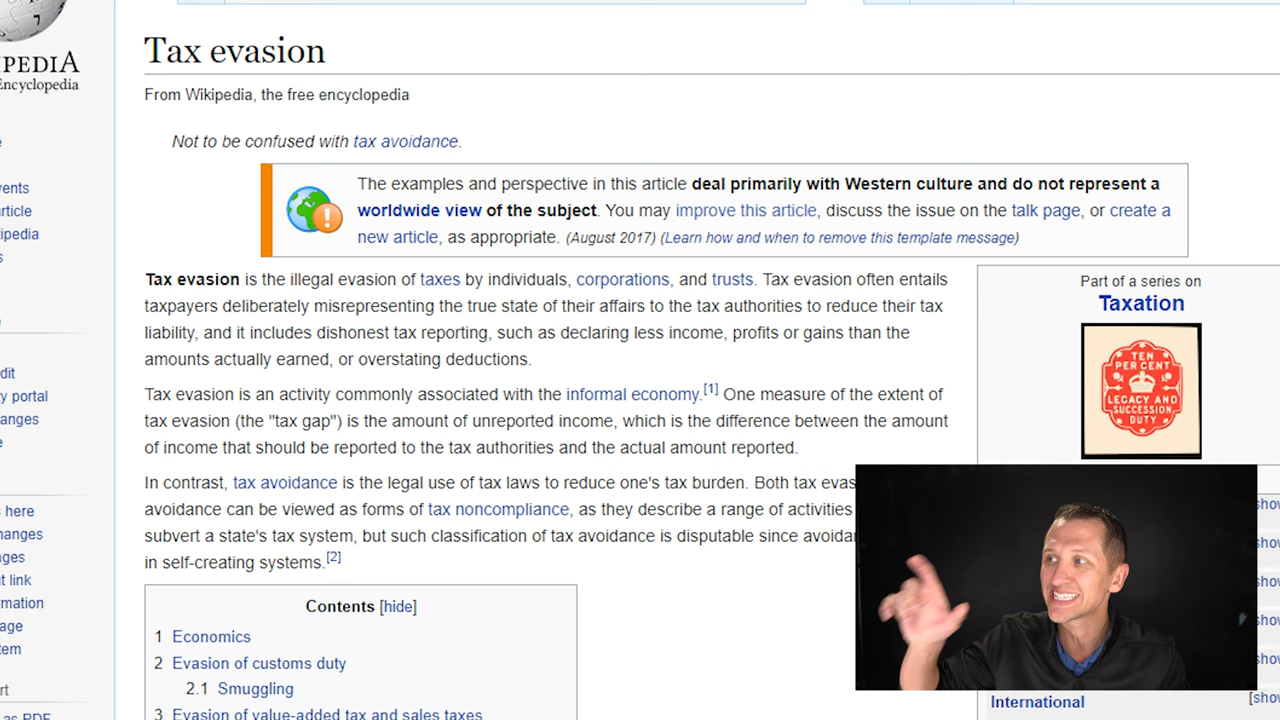 IPEDIA
Encyclopedia
Tax evasion
From Wikipedia, the free encyclopedia
Not to be confused with tax avoidance.
The examples and perspective in this article deal primarily with Western culture and do not represent a
worldwide view of the subject. You may improve this article, discuss the issue on the talk page, or create a
new article, as appropriate. (August 2017) (Learn how and when to remove this template message)
Tax evasion is the illegal evasion of taxes by individuals, corporations, and trusts. Tax evasion often entails
taxpayers deliberately misrepresenting the true state of their affairs to the tax authorities to reduce their tax
liability, and it includes dishonest tax reporting, such as declaring less income, profits or gains than the
amounts actually earned, or overstating deductions.
Tax evasion is an activity commonly associated with the informal economy.[1] One measure of the extent of
tax evasion (the "tax gap") is the amount of unreported income, which is the difference between the amount
of income that should be reported to the tax authorities and the actual amount reported.
In contrast, tax avoidance is the legal use of tax laws to reduce one's tax burden. Both tax evas
avoidance can be viewed as forms of tax noncompliance, as they describe a range of activities
subvert a state's tax system, but such classification of tax avoidance is disputable since avoidan
in self-creating systems.[2]
Contents [hide]
1 Economics
2 Evasion of customs duty
2.1 Smuggling
3 Evasion of value-added tax and sales taxes
Part of a series on
Taxation
TEN
PER CENT
LEGACY AND
SUCCESSION
DUTY
[show
[show
[show
[show
[show
International [show
vents
rticle
ipedia
s
e
dit
y portal
anges
e
s here
hanges
ges
t link
rmation
age
tem
rt
as PDF